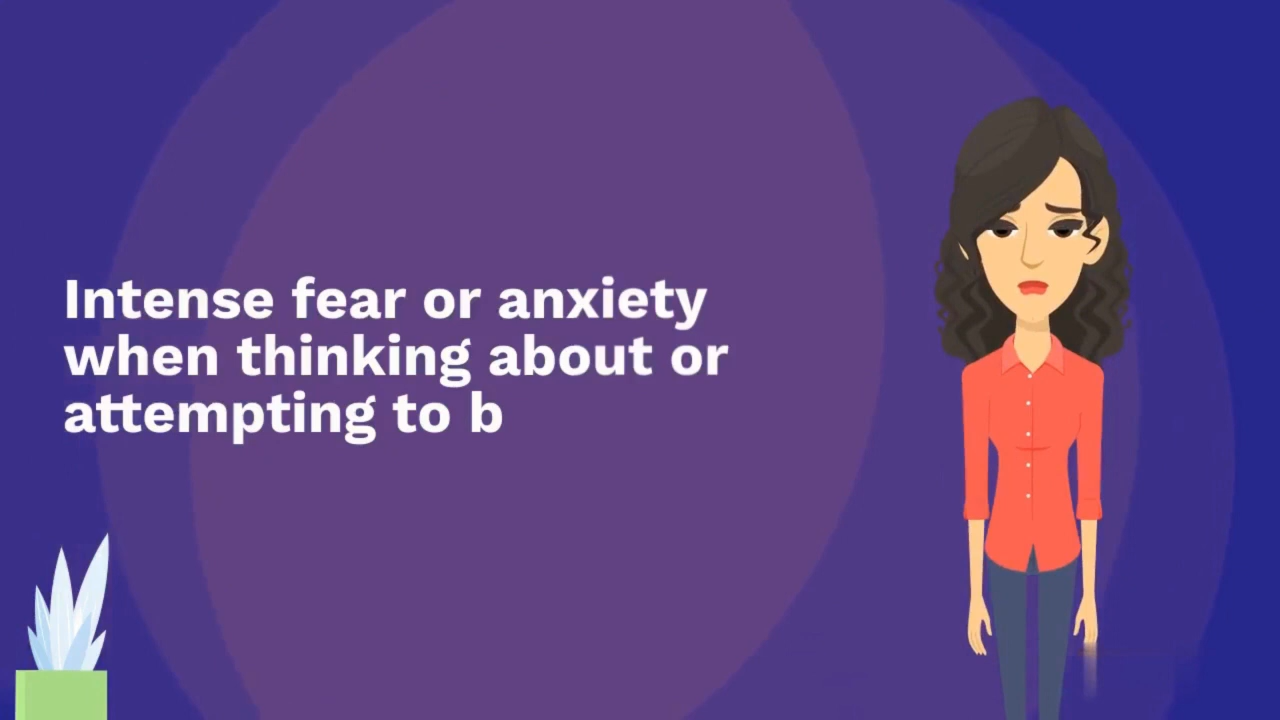 Intense fear or anxiety
when thinking about or
attempting to b